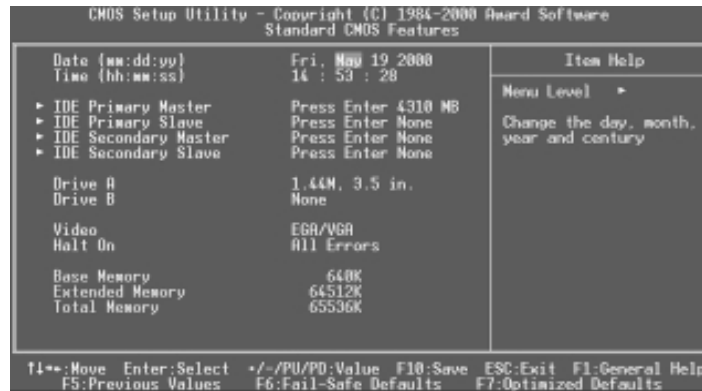 CMOS Setup Utility - Copyright (C) 1984-2000 Award Software
Standard CMOS Features
Date (mm:dd:yy) Fri, May 19 2000
Time (hh:mm:ss) 14 : 53 : 28
► IDE Primary Master Press Enter 4310 MB
► IDE Primary Slave Press Enter None
► IDE Secondary Master Press Enter None
► IDE Secondary Slave Press Enter None
Drive A 1.44M, 3.5 in.
Drive B None
Video EGA/VGA
Halt On All Errors
Base Memory 640K
Extended Memory 64512K
Total Memory 65536K
Item Help
Menu Level ►
Change the day, month,
year and century
↑↓→←:Move Enter:Select +/-/PU/PD:Value F10:Save ESC:Exit F1:General Help
F5:Previous Values F6:Fail-Safe Defaults F7:Optimized Defaults